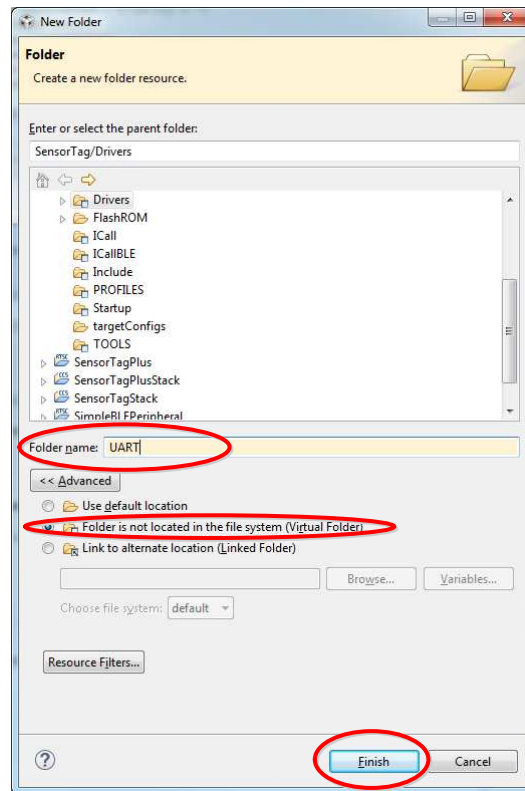 New Folder
Folder
Create a new folder resource.
Enter or select the parent folder:
SensorTag/Drivers
Drivers
FlashROM
ICall
ICallBLE
Include
PROFILES
Startup
targetConfigs
TOOLS
SensorTagPlus
SensorTagPlusStack
SensorTagStack
SimpleBLEPeripheral
Folder name: UART
<< Advanced
Use default location
Folder is not located in the file system (Virtual Folder)
Link to alternate location (Linked Folder)
Browse... Variables...
Choose file system: default
Resource Filters...
? Finish Cancel